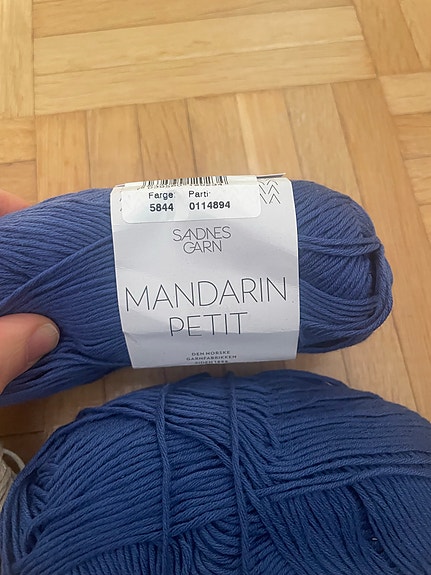 Farge: Parti:
5844 0114894
SANDNES
GARN
MANDARIN
PETIT
DEN NORSKE
GARNFABRIKKEN